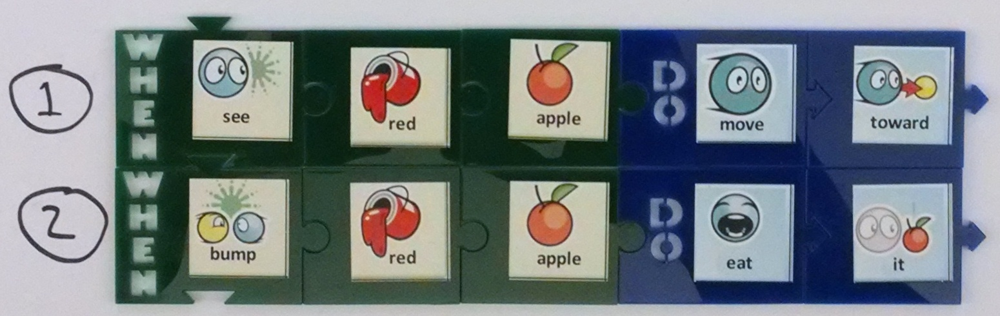 1 WHEN see red apple DO move toward
2 WHEN bump red apple DO eat it